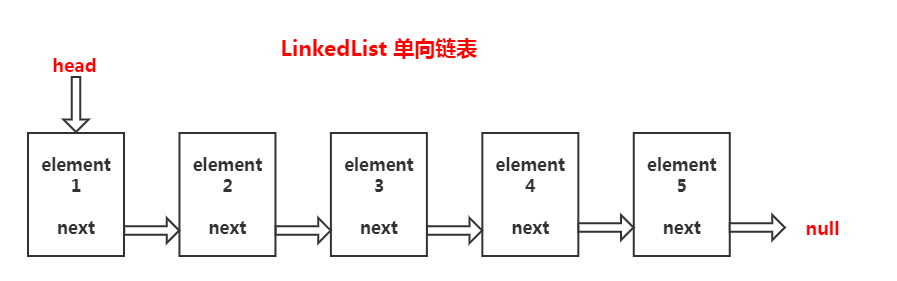 LinkedList 单向链表
head
element
1
next
element
2
next
element
3
next
element
4
next
element
5
next
null